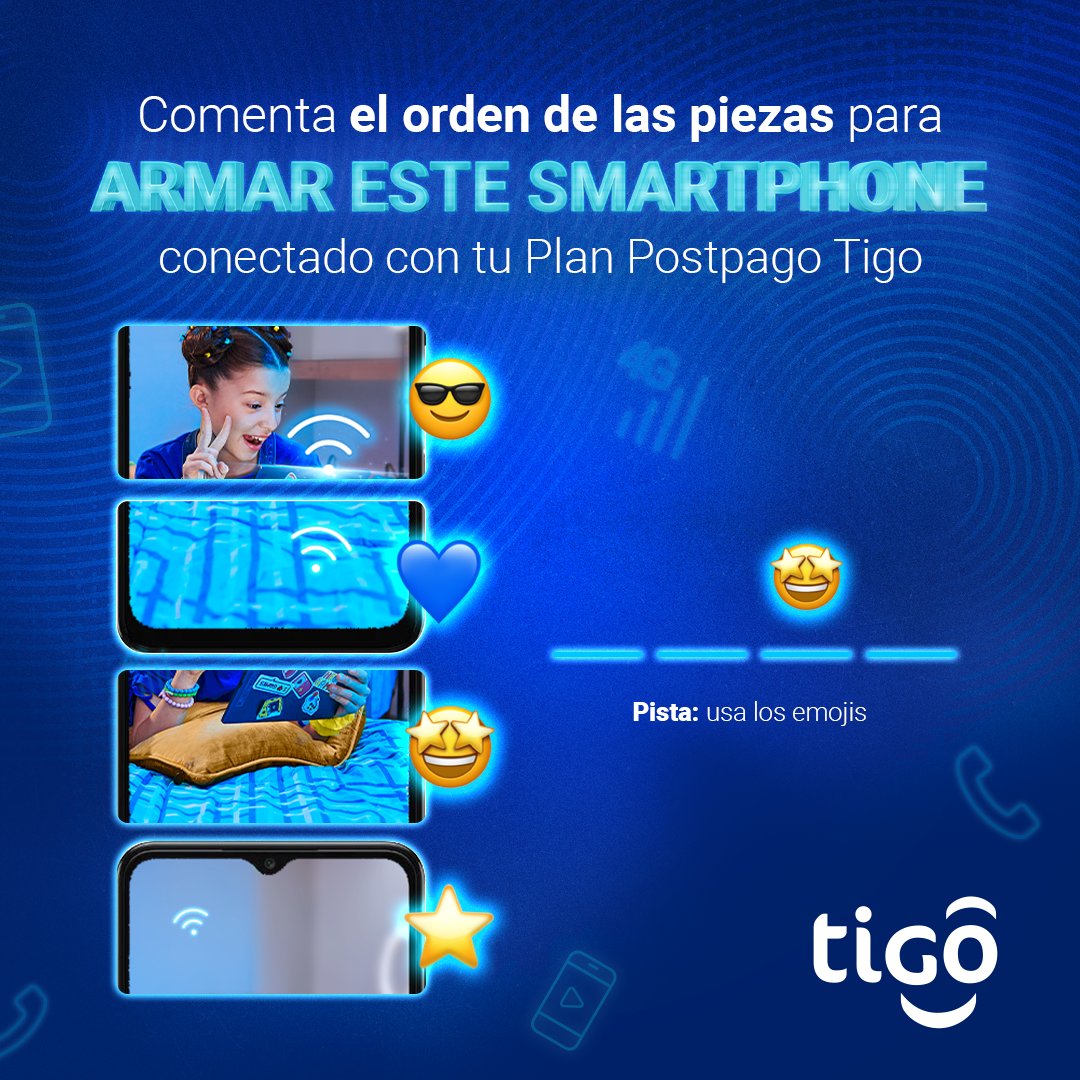 Comenta el orden de las piezas para
ARMAR ESTE SMARTPHONE
conectado con tu Plan Postpago Tigo
4G
Pista: usa los emojis
tigo